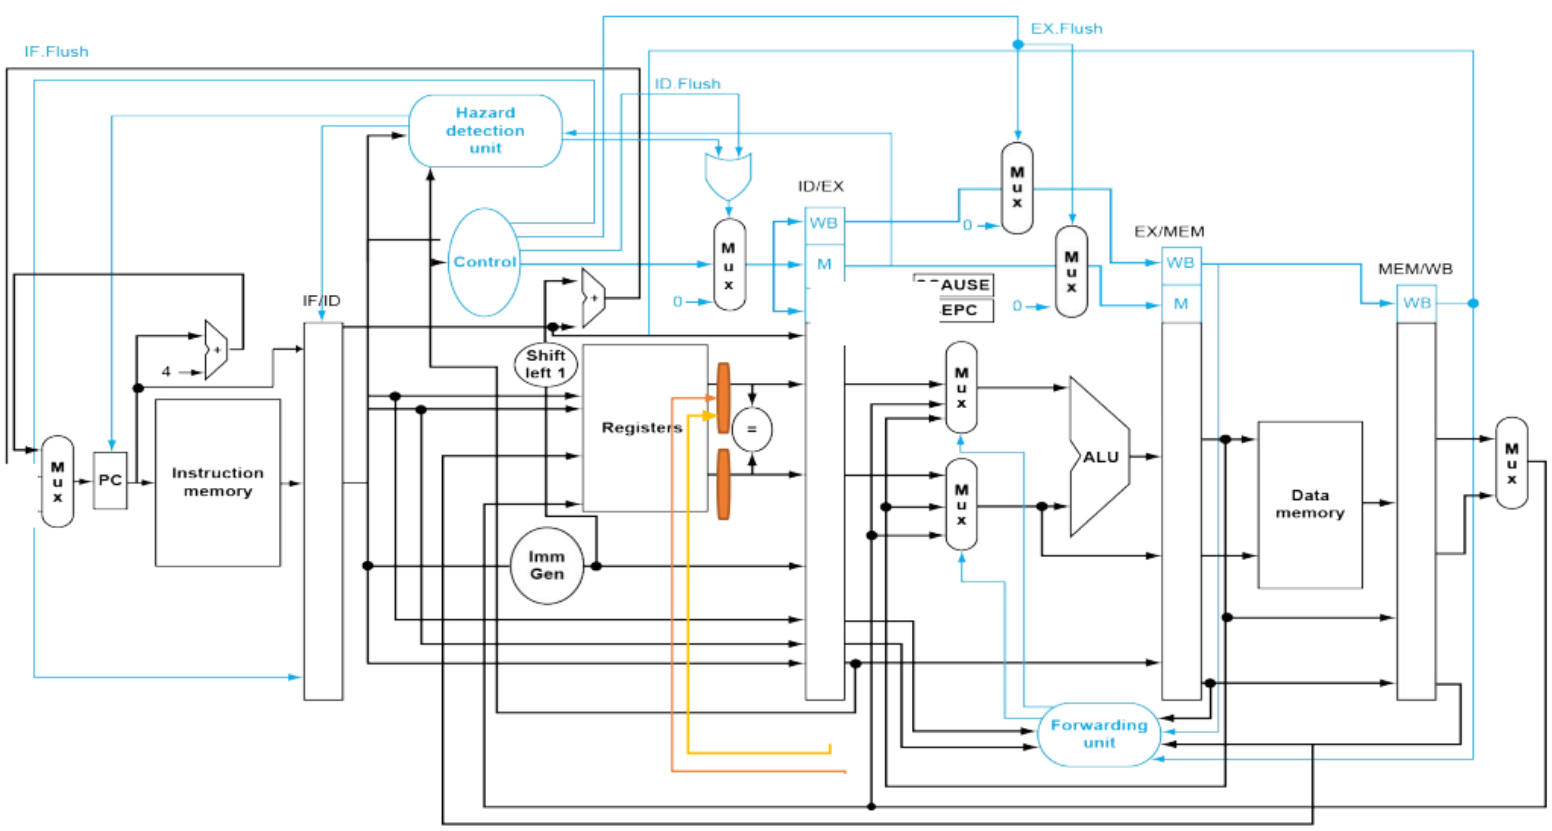 EX.Flush
IF.Flush
ID.Flush
Hazard
detection
unit
M
u
x
ID/EX
WB
0
M
u
x
EX/MEM
Control
M
M
u
x
WB
MEM/WB
+
AUSE
M
u
x
0
EPC
0
M
WB
IF/ID
+
4
Shift
left 1
M
u
x
Registers
=
M
u
x
PC
Instruction
memory
M
u
x
ALU
Data
memory
M
u
x
Imm
Gen
Forwarding
unit